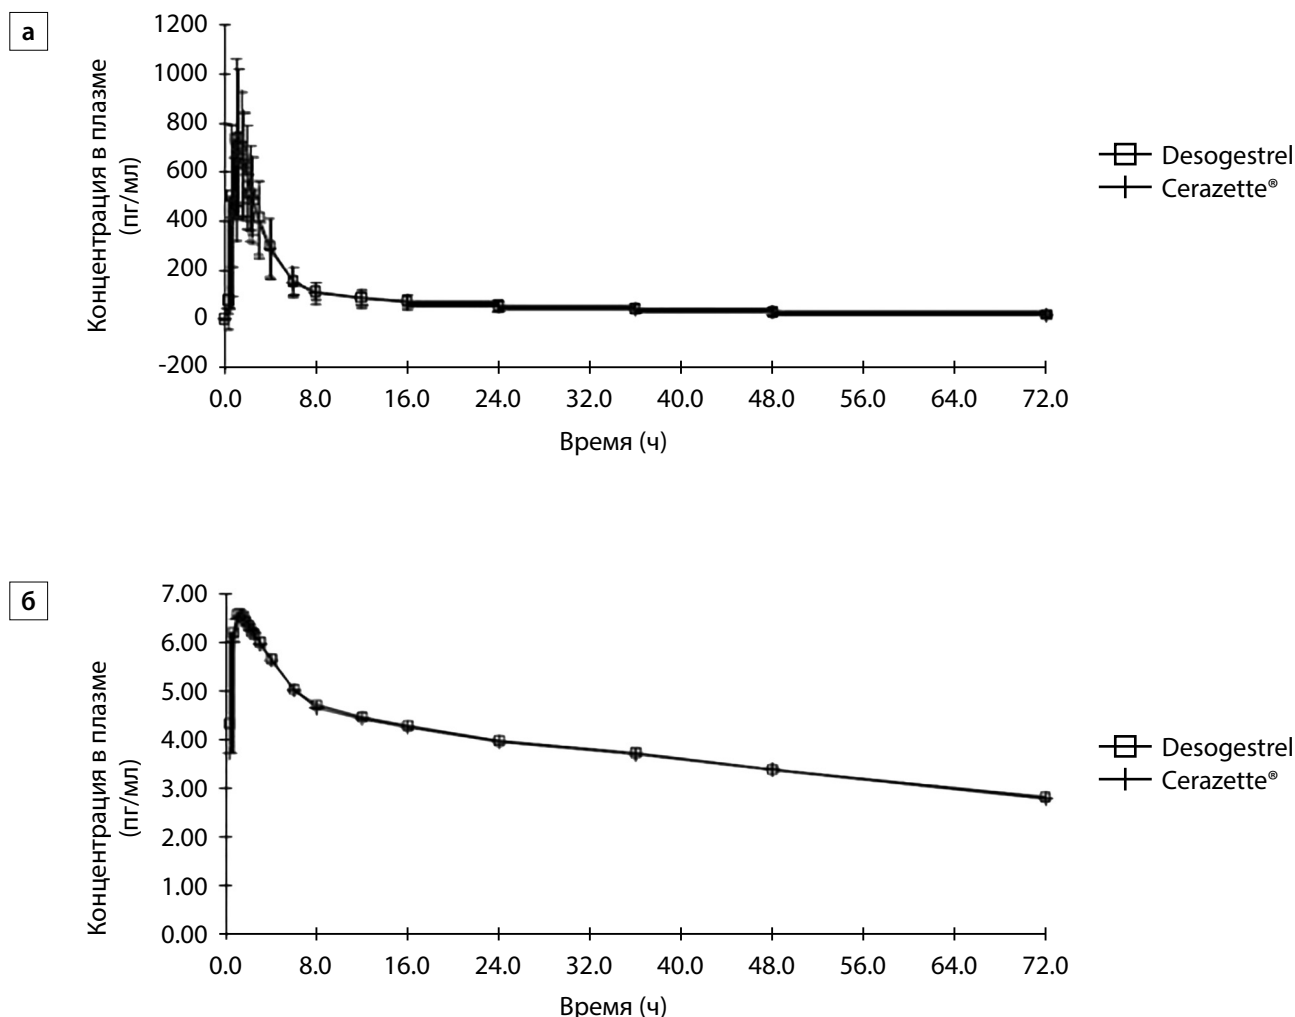 а
Концентрация в плазме
(пг/мл)
1200
1000
800
600
400
200
0
-200
0.0 8.0 16.0 24.0 32.0 40.0 48.0 56.0 64.0 72.0
Время (ч)
Desogestrel
Cerazette®
б
Концентрация в плазме
(пг/мл)
7.00
6.00
5.00
4.00
3.00
2.00
1.00
0.00
0.0 8.0 16.0 24.0 32.0 40.0 48.0 56.0 64.0 72.0
Время (ч)
Desogestrel
Cerazette®